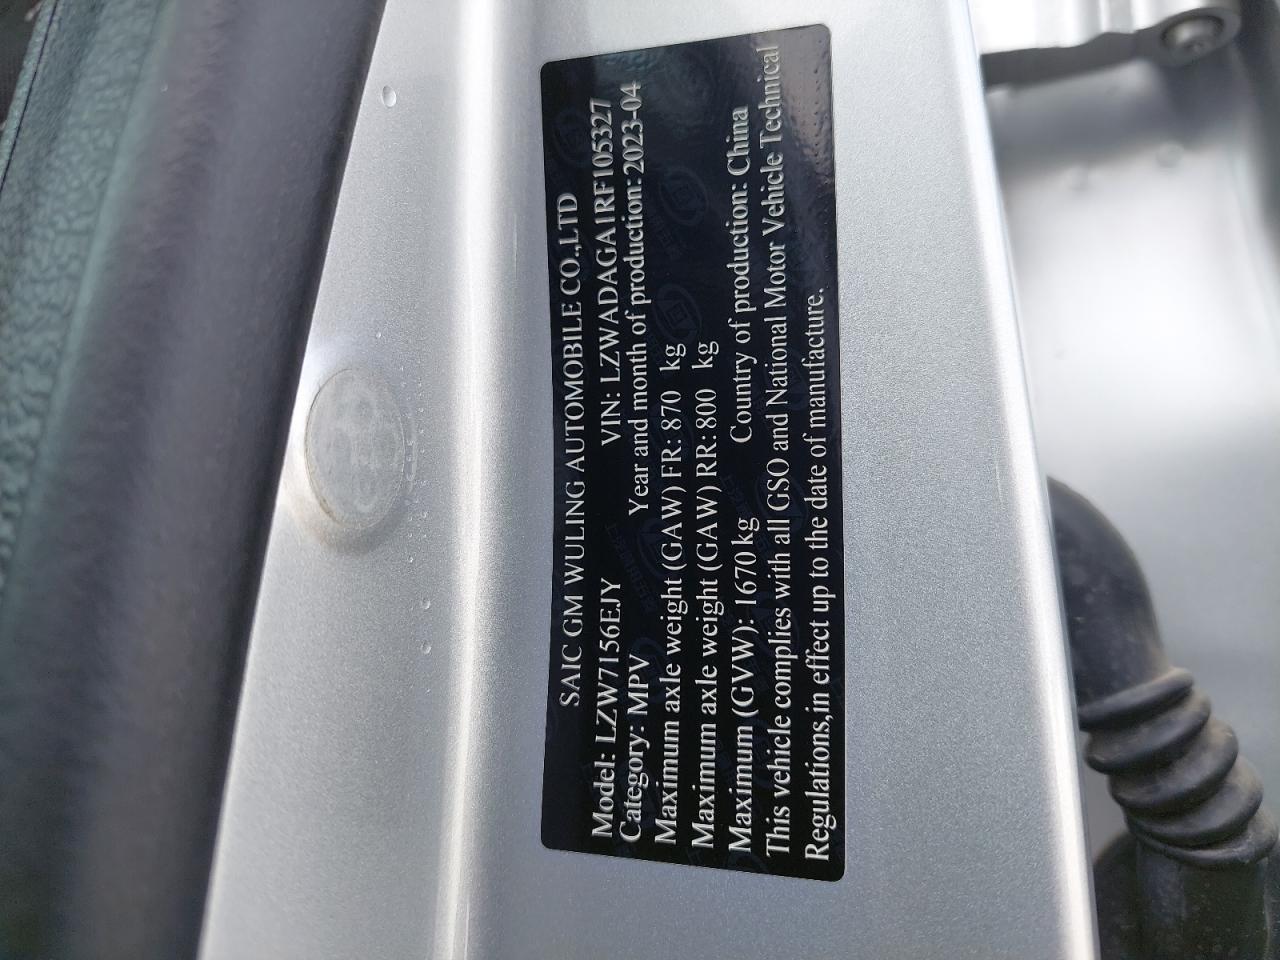 SAIC GM WULING AUTOMOBILE CO.,LTD
Model: LZW7156EJY VIN: LZWADAGA1RF105327
Category: MPV Year and month of production: 2023-04
Maximum axle weight (GAW) FR: 870 kg
Maximum axle weight (GAW) RR: 800 kg
Maximum (GVW): 1670 kg Country of production: China
This vehicle complies with all GSO and National Motor Vehicle Technical
Regulations,in effect up to the date of manufacture.